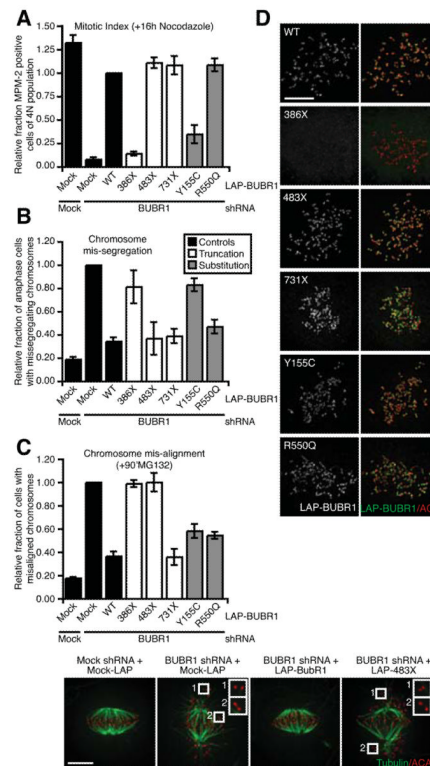 A
Mitotic Index (+16h Nocodazole)
Relative fraction MPM-2 positive
cells of 4N population
1.50
1.25
1.00
0.75
0.50
0.25
0
Mock
Mock
WT
386X
483X
731X
Y155C
R550Q
LAP-BUBR1
Mock
BUBR1
shRNA
B
Chromosome
mis-segregation
Controls
Truncation
Substitution
Relative fraction of anaphase cells
with missegregating chromosomes
1.20
1.00
0.80
0.60
0.40
0.20
0.00
Mock
Mock
WT
386X
483X
731X
Y155C
R550Q
LAP-BUBR1
Mock
BUBR1
shRNA
C
Chromosome mis-alignment
(+90'MG132)
Relative fraction of cells with
misaligned chromosomes
1.20
1.00
0.80
0.60
0.40
0.20
0.00
Mock
Mock
WT
386X
483X
731X
Y155C
R550Q
LAP-BUBR1
Mock
BUBR1
shRNA
Mock shRNA +
Mock-LAP
BUBR1 shRNA +
Mock-LAP
BUBR1 shRNA +
LAP-BubR1
BUBR1 shRNA +
LAP-483X
1
1
2
2
1
1
2
2
Tubulin/ACA
D
WT
386X
483X
731X
Y155C
R550Q
LAP-BUBR1
LAP-BUBR1/AC